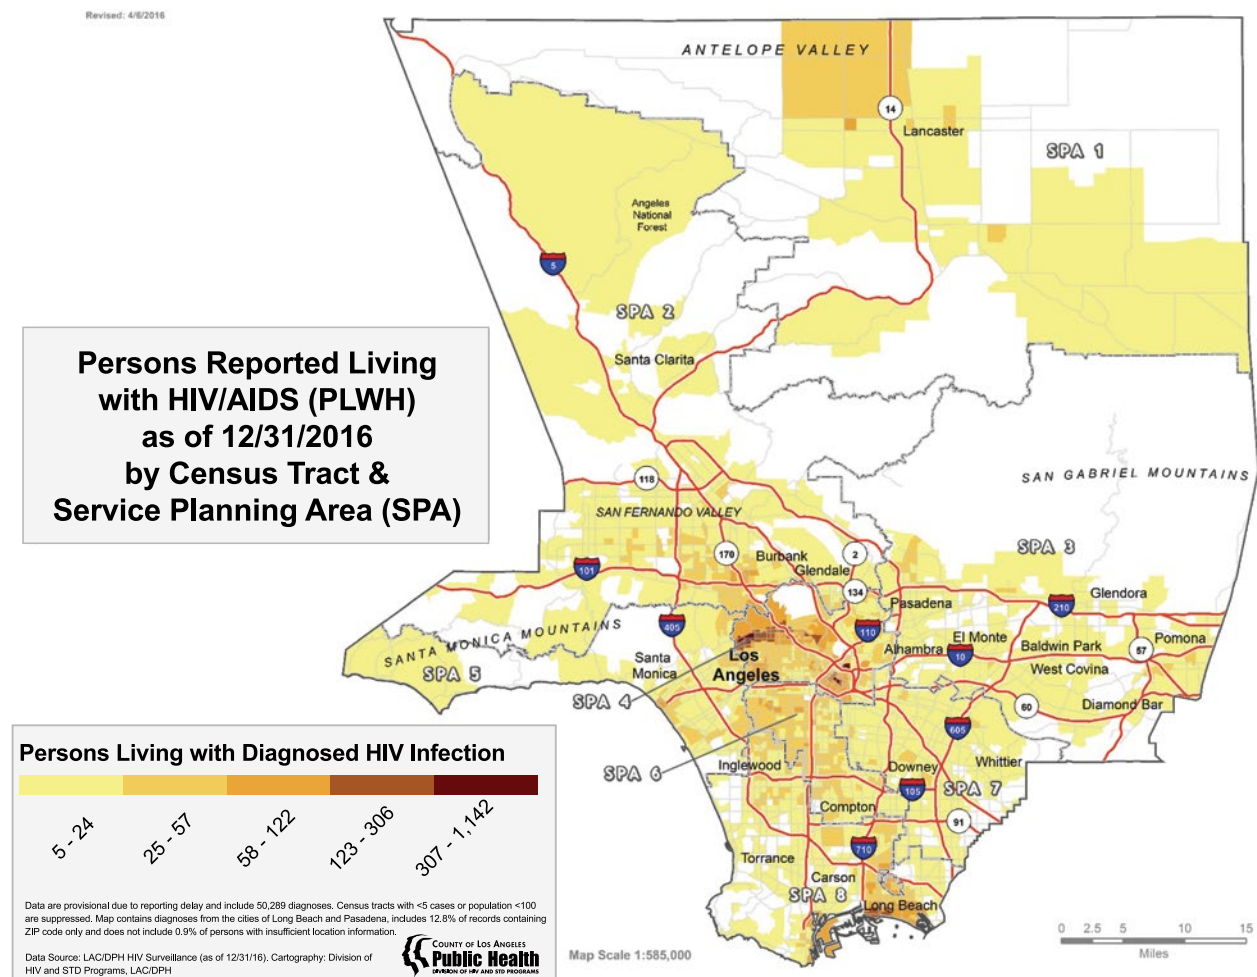 Revised: 4/6/2016
ANTELOPE VALLEY
14
Lancaster
SPA 1
Angeles
National
Forest
5
SPA 2
Santa Clarita
Persons Reported Living
with HIV/AIDS (PLWH)
as of 12/31/2016
by Census Tract &
Service Planning Area (SPA)
SAN GABRIEL MOUNTAINS
118
SAN FERNANDO VALLEY
SPA 3
170
Burbank
2
Glendale
101
134
Pasadena
210
Glendora
405
110
SANTA MONICA MOUNTAINS
El Monte
Baldwin Park
Pomona
Alhambra
10
57
Los
Angeles
Santa
Monica
West Covina
SPA 5
SPA 4
60
Diamond Bar
605
Inglewood
Downey
Whittier
SPA 6
105
SPA 7
Compton
91
710
Torrance
Carson
SPA 8
Long Beach
Persons Living with Diagnosed HIV Infection
5 - 24
25 - 57
58 - 122
123 - 306
307 - 1,142
Data are provisional due to reporting delay and include 50,289 diagnoses. Census tracts with <5 cases or population <100
are suppressed. Map contains diagnoses from the cities of Long Beach and Pasadena, includes 12.8% of records containing
ZIP code only and does not include 0.9% of persons with insufficient location information.
Data Source: LAC/DPH HIV Surveillance (as of 12/31/16). Cartography: Division of
HIV and STD Programs, LAC/DPH
COUNTY OF LOS ANGELES
Public Health
DIVISION OF HIV AND STD PROGRAMS
Map Scale 1:585,000
0 2.5 5 10 15
Miles